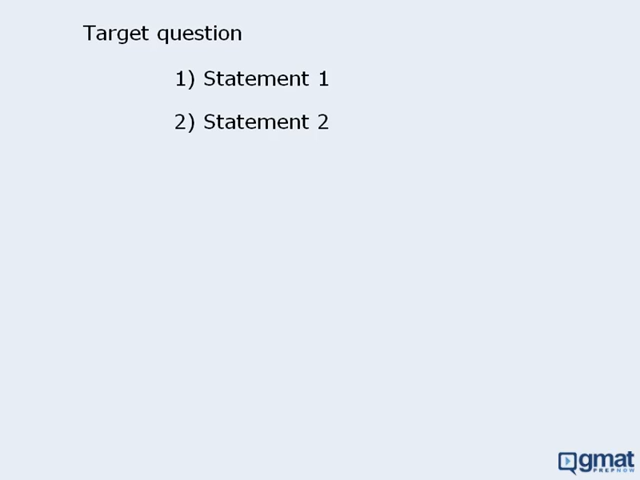 Target question
1) Statement 1
2) Statement 2
gmat
PREP NOW